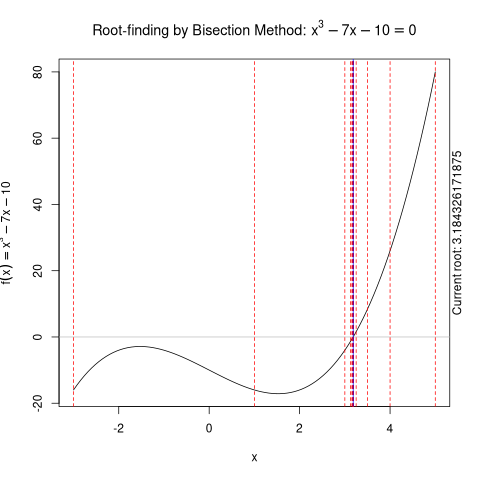 Root-finding by Bisection Method: x³ − 7x − 10 = 0
80
60
40
20
0
-20
f(x) = x³ − 7x − 10
Current root: 3.184326171875
-2 0 2 4
x